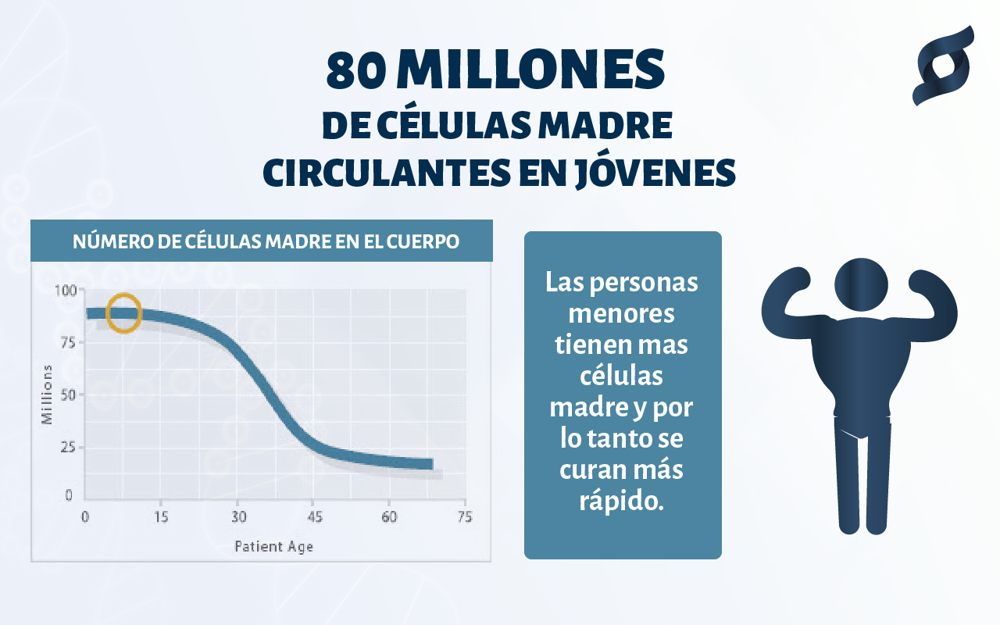 80 MILLONES
DE CÉLULAS MADRE
CIRCULANTES EN JÓVENES
NÚMERO DE CÉLULAS MADRE EN EL CUERPO
100
75
50
25
0
Millions
0 15 30 45 60 75
Patient Age
Las personas
menores
tienen mas
células
madre y por
lo tanto se
curan más
rápido.